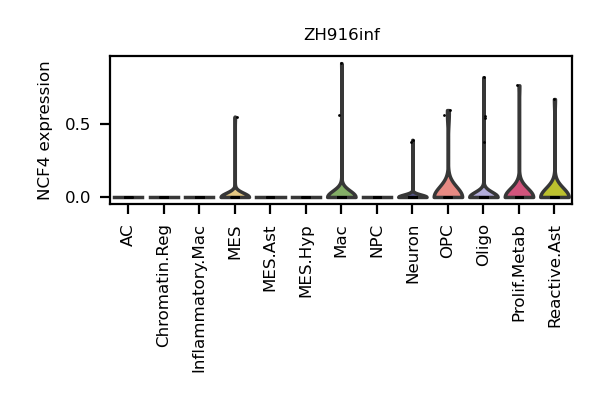 ZH916inf
NCF4 expression
0.5
0.0
AC
Chromatin.Reg
Inflammatory.Mac
MES
MES.Ast
MES.Hyp
Mac
NPC
Neuron
OPC
Oligo
Prolif.Metab
Reactive.Ast